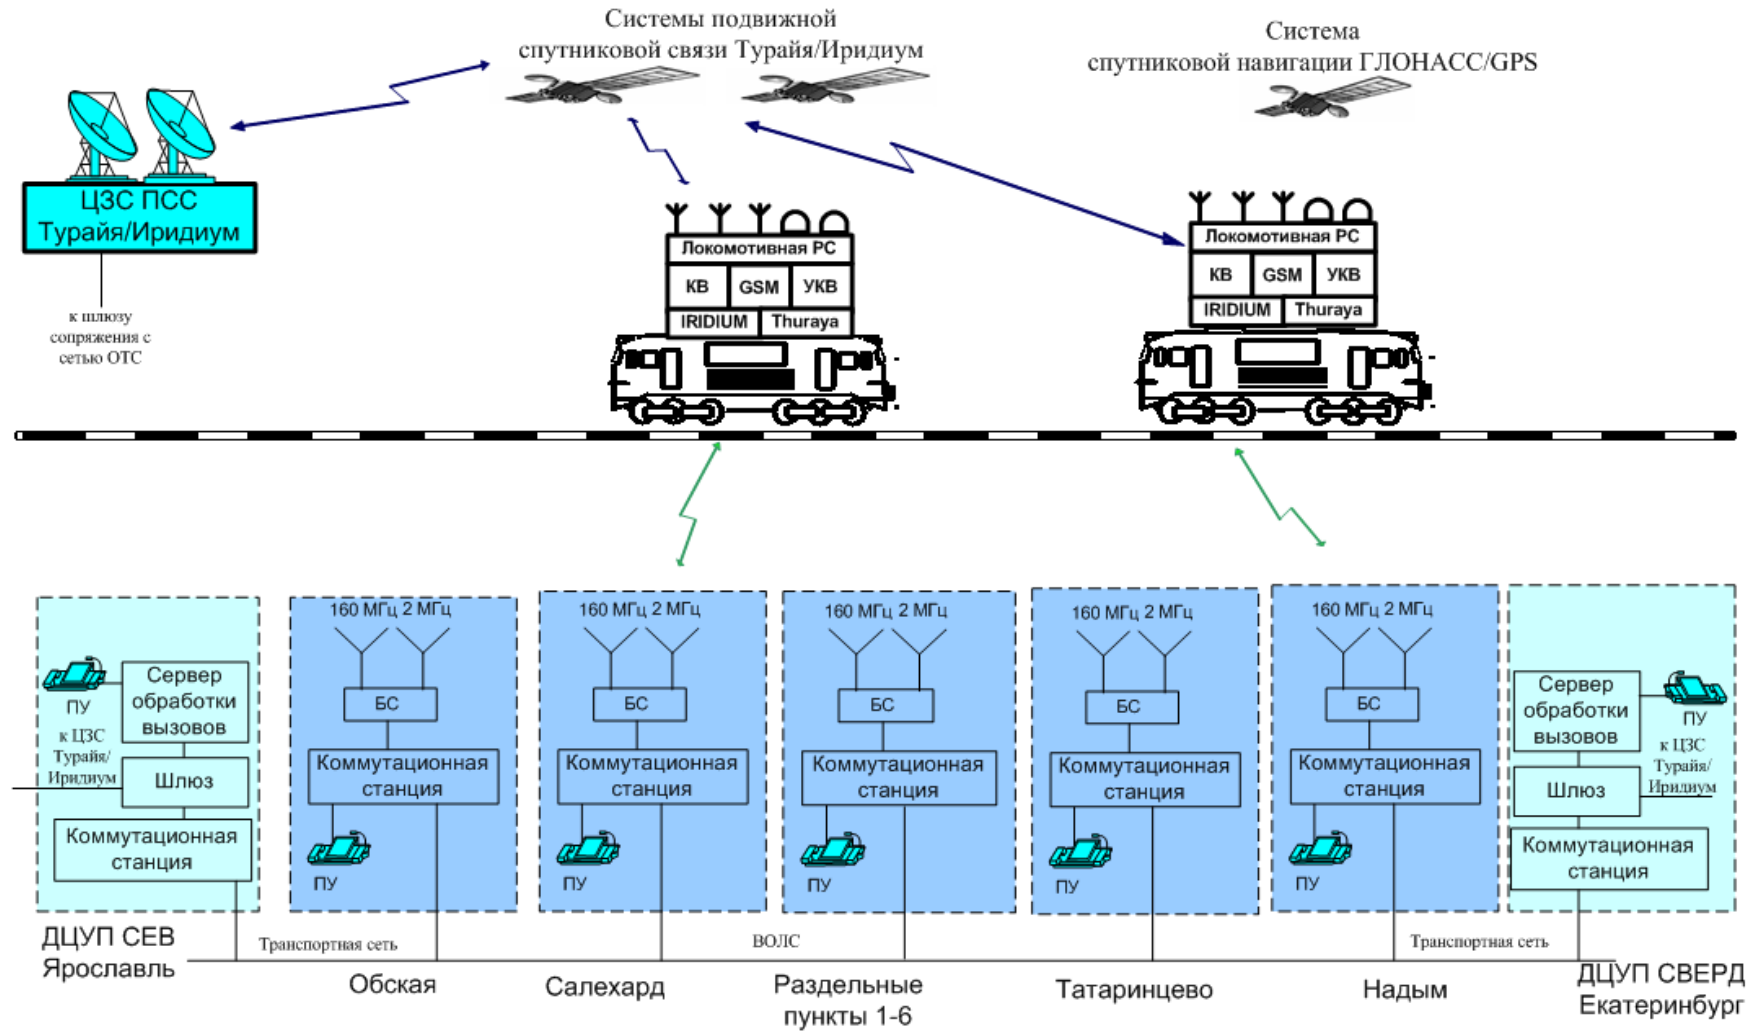 Системы подвижной
спутниковой связи Турайя/Иридиум
Система
спутниковой навигации ГЛОНАСС/GPS
ЦЗС ПСС
Турайя/Иридиум
к шлюзу
сопряжения с
сетью ОТС
Локомотивная РС
КВ
GSM
УКВ
IRIDIUM
Thuraya
Локомотивная РС
КВ
GSM
УКВ
IRIDIUM
Thuraya
ПУ
Сервер
обработки
вызовов
к ЦЗС
Турайя/
Иридиум
Шлюз
Коммутационная
станция
ДЦУП СЕВ
Ярославль
160 МГц 2 МГц
БС
Коммутационная
станция
ПУ
Обская
160 МГц 2 МГц
БС
Коммутационная
станция
ПУ
Салехард
160 МГц 2 МГц
БС
Коммутационная
станция
ПУ
Раздельные
пункты 1-6
160 МГц 2 МГц
БС
Коммутационная
станция
ПУ
Татаринцево
160 МГц 2 МГц
БС
Коммутационная
станция
ПУ
Надым
Сервер
обработки
вызовов
ПУ
к ЦЗС
Турайя/
Иридиум
Шлюз
Коммутационная
станция
ДЦУП СВЕРД
Екатеринбург
Транспортная сеть
ВОЛС
Транспортная сеть